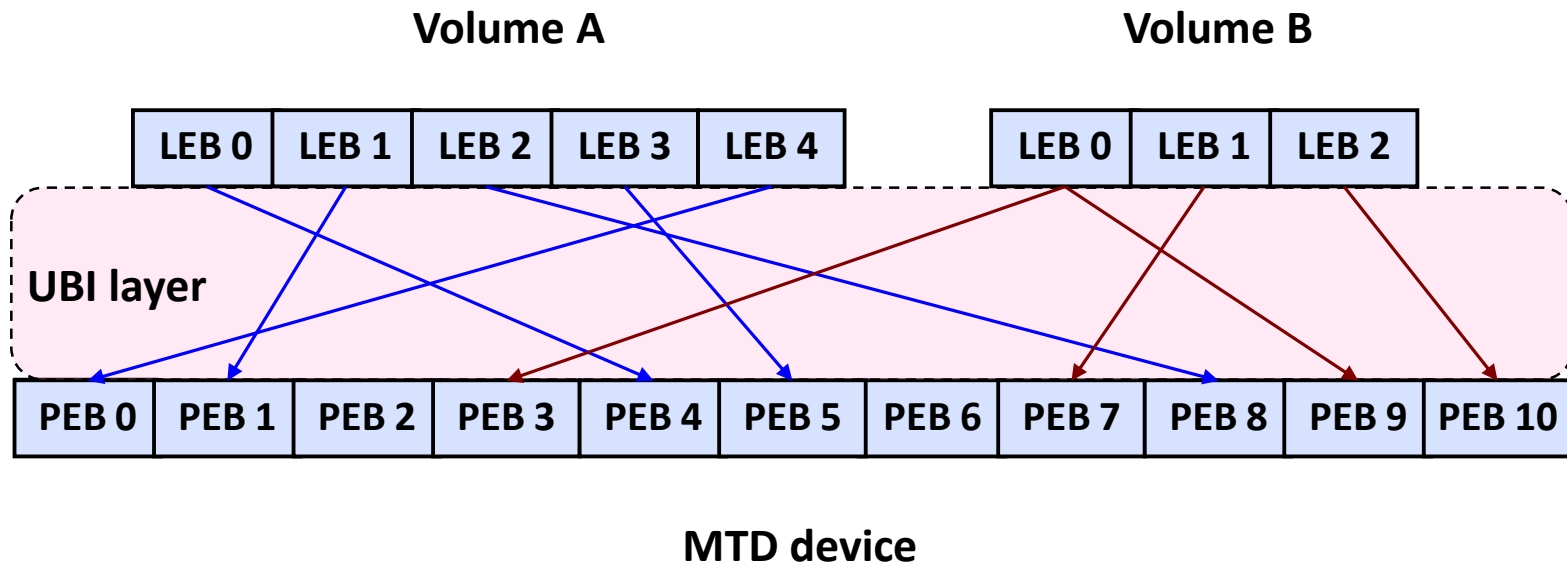 Volume A Volume B
LEB 0 LEB 1 LEB 2 LEB 3 LEB 4 LEB 0 LEB 1 LEB 2
UBI layer
PEB 0 PEB 1 PEB 2 PEB 3 PEB 4 PEB 5 PEB 6 PEB 7 PEB 8 PEB 9 PEB 10
MTD device